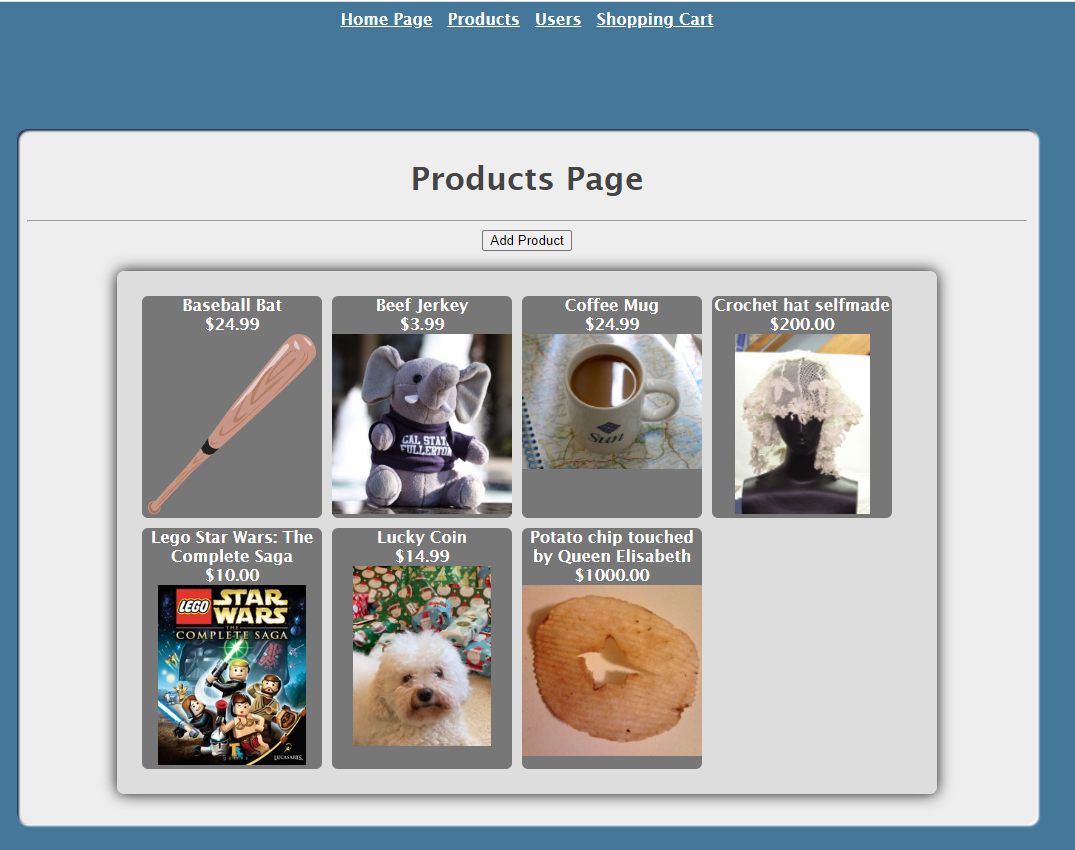 Home Page Products Users Shopping Cart
Products Page
Add Product
Baseball Bat
$24.99
Beef Jerkey
$3.99
CAL STATE
FULLERTON
Coffee Mug
$24.99
Sun
Crochet hat selfmade
$200.00
Lego Star Wars: The
Complete Saga
$10.00
LEGO STAR
WARS
THE
COMPLETE SAGA
LUCASARTS.
Lucky Coin
$14.99
Potato chip touched
by Queen Elisabeth
$1000.00